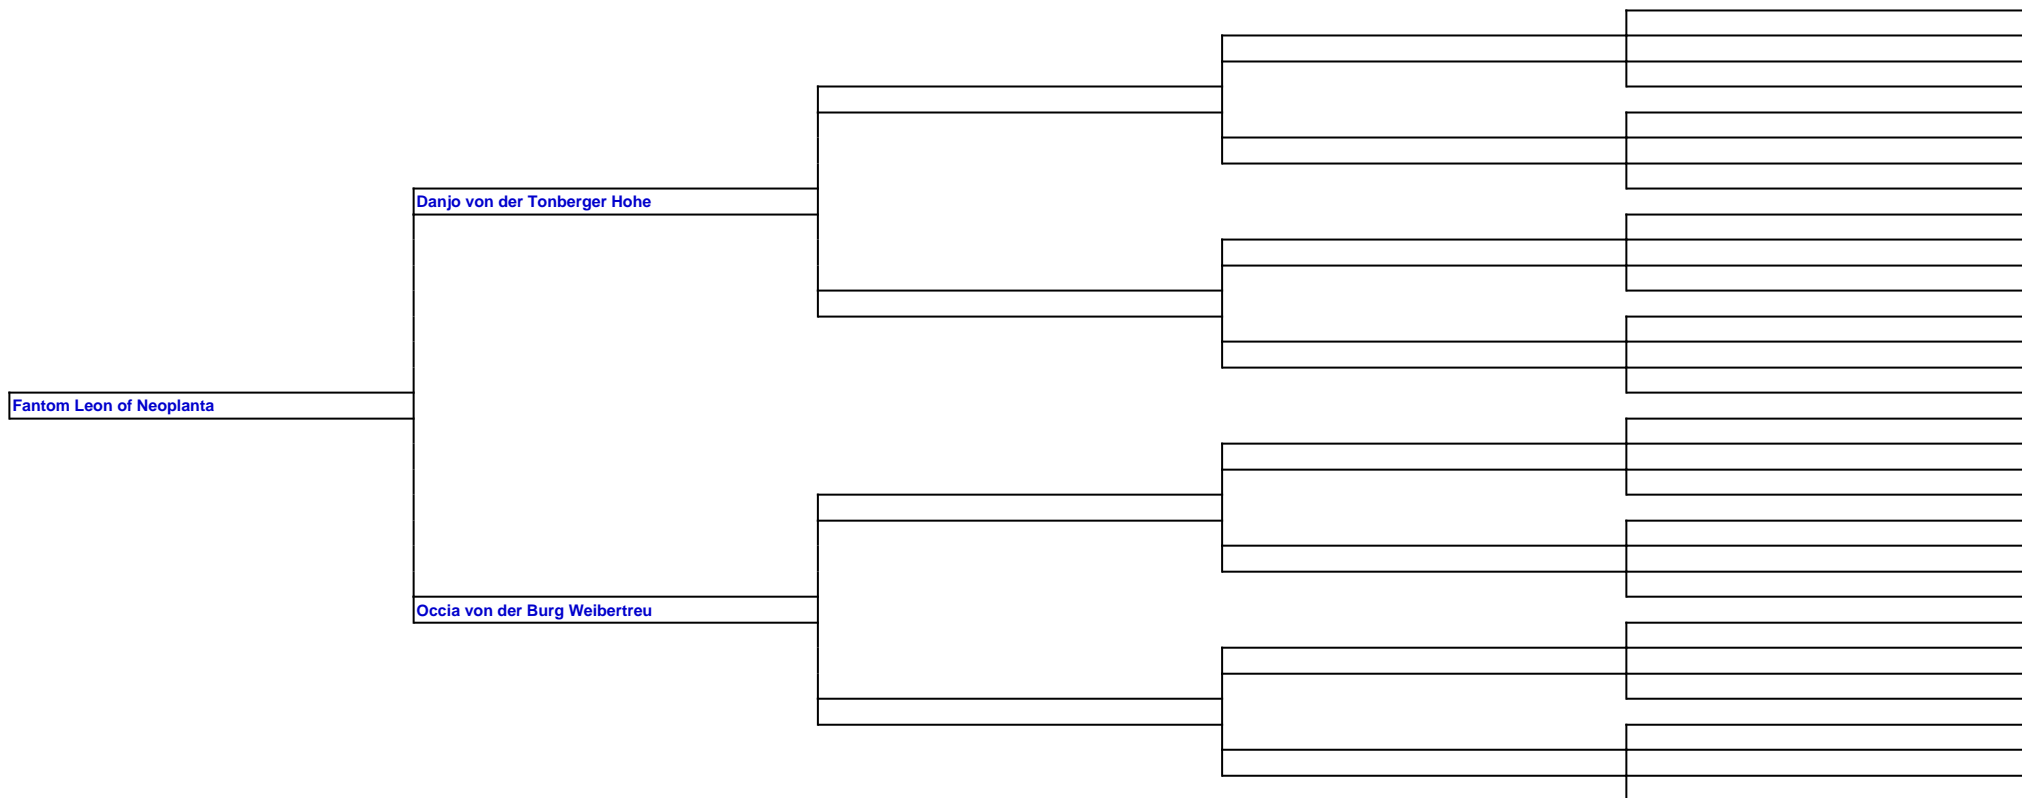 Danjo von der Tonberger Hohe
Fantom Leon of Neoplanta
Occia von der Burg Weibertreu